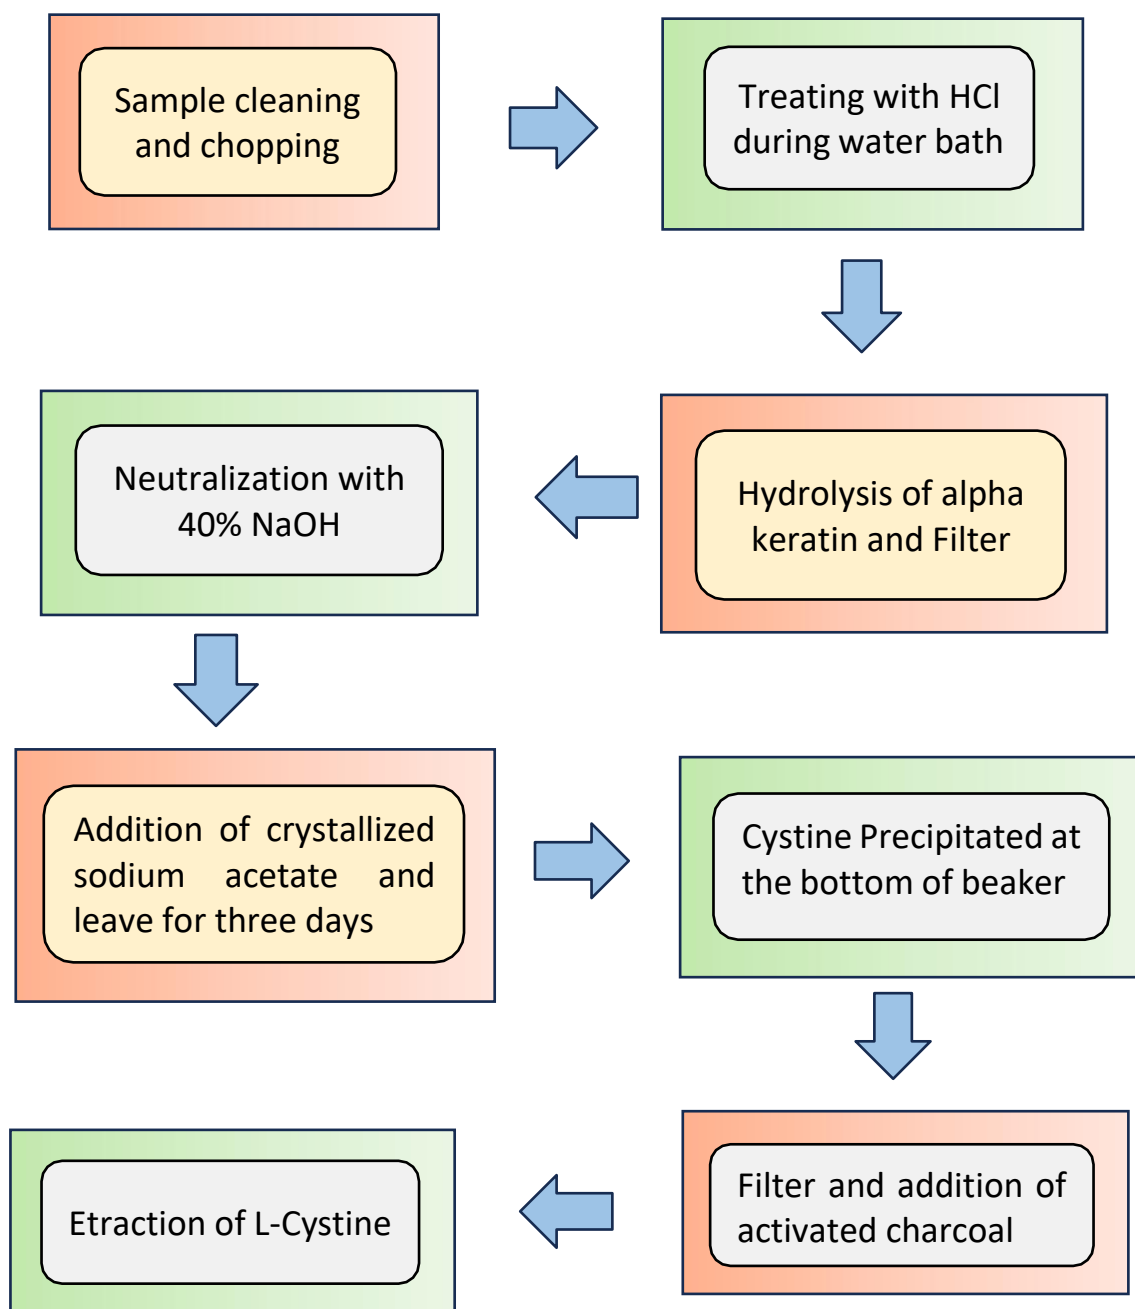 Sample cleaning
and chopping
Treating with HCl
during water bath
Hydrolysis of alpha
keratin and Filter
Neutralization with
40% NaOH
Addition of crystallized
sodium acetate and
leave for three days
Cystine Precipitated at
the bottom of beaker
Filter and addition of
activated charcoal
Etraction of L-Cystine